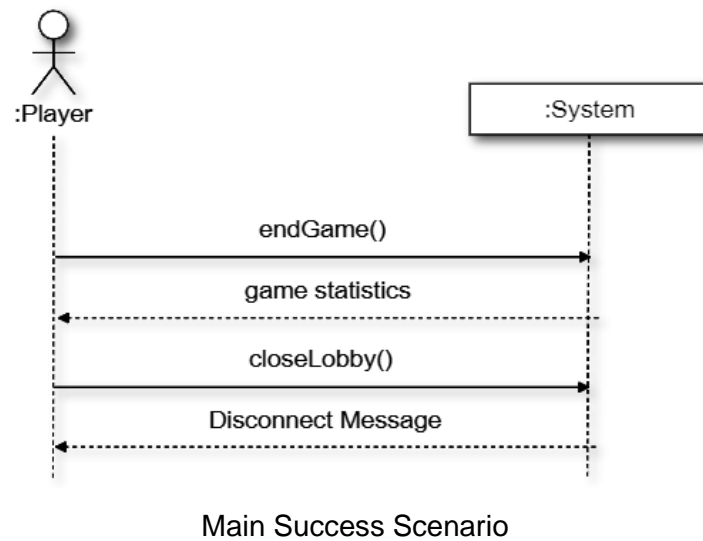 :Player
:System
endGame()
game statistics
closeLobby()
Disconnect Message
Main Success Scenario